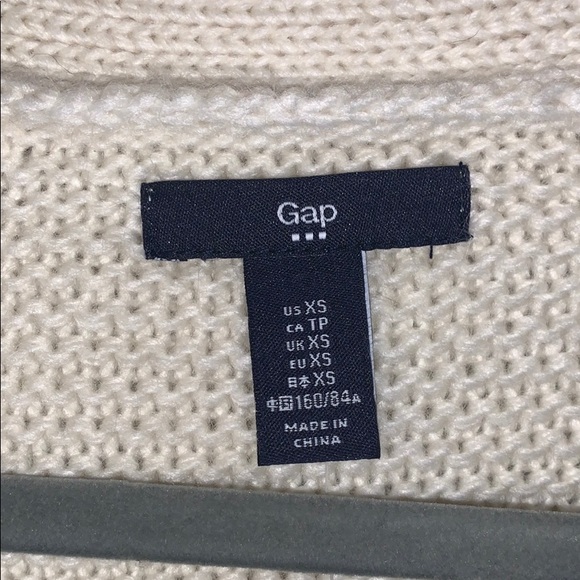 Gap
US XS
CA TP
UK XS
EU XS
日本 XS
中国 160/84A
MADE IN
CHINA